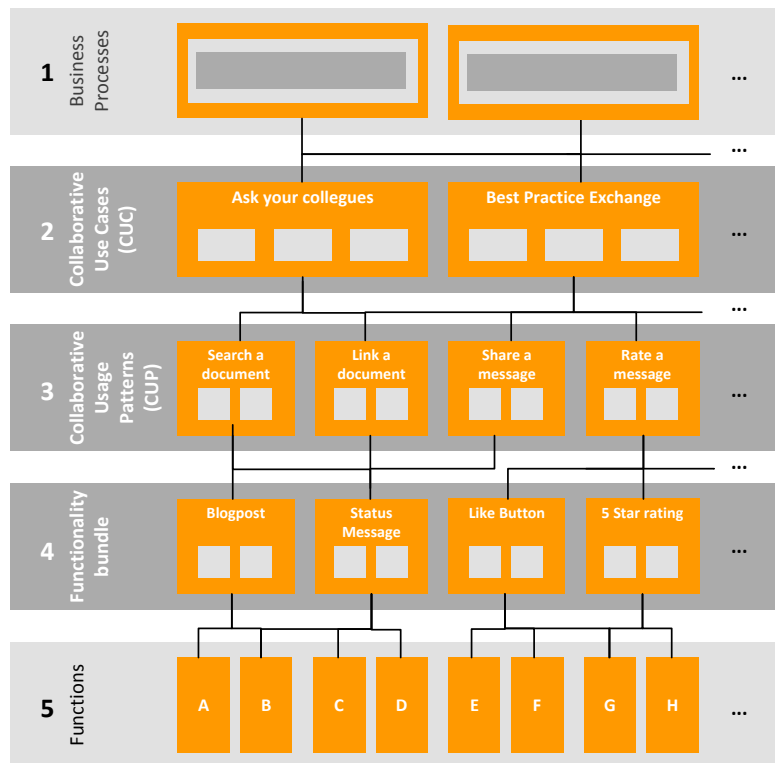 1
Business
Processes
...
...
2
Collaborative
Use Cases
(CUC)
Ask your collegues
Best Practice Exchange
...
...
3
Collaborative
Usage
Patterns
(CUP)
Search a
document
Link a
document
Share a
message
Rate a
message
...
...
4
Functionality
bundle
Blogpost
Status
Message
Like Button
5 Star rating
...
5
Functions
A
B
C
D
E
F
G
H
...